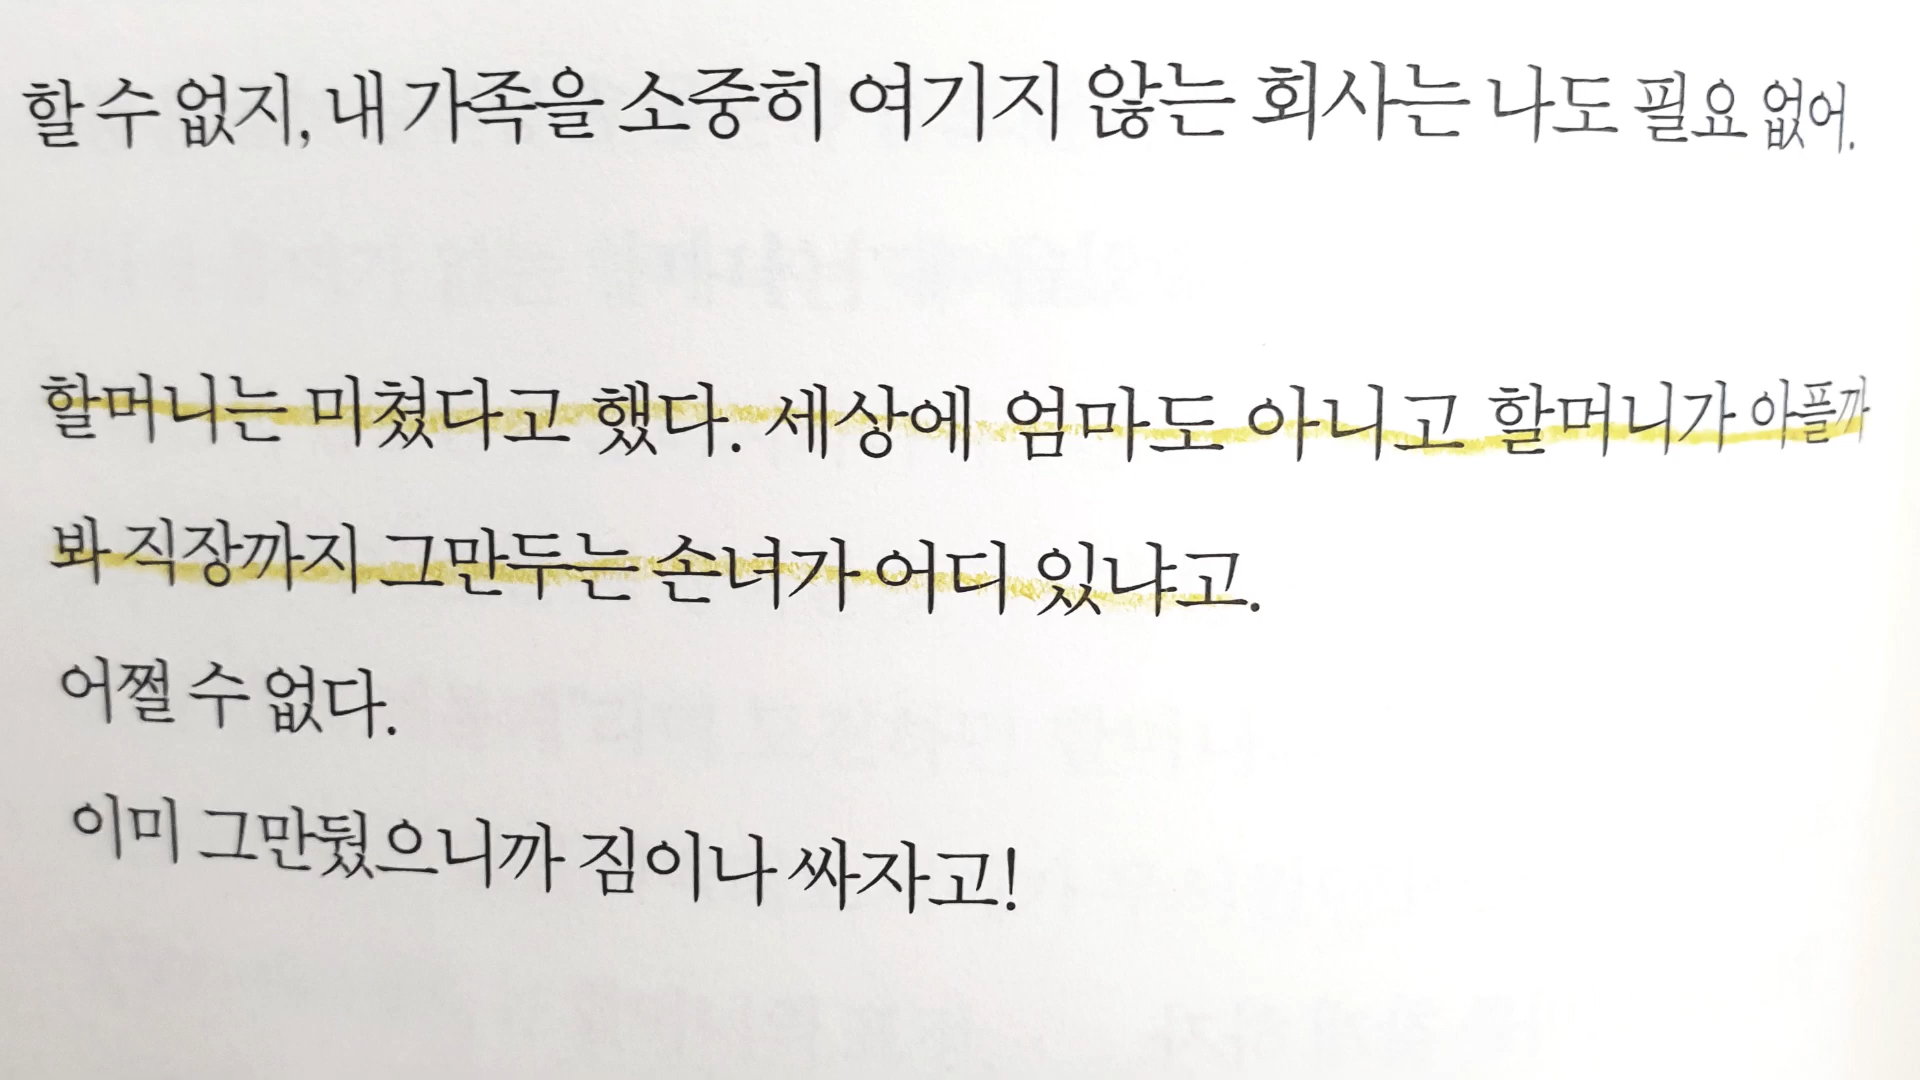 할 수 없지, 내 가족을 소중히 여기지 않는 회사는 나도 필요 없어.
할머니는 미쳤다고 했다. 세상에 엄마도 아니고 할머니가 아플까
봐 직장까지 그만두는 손녀가 어디 있냐고.
어쩔 수 없다.
이미 그만뒀으니까 짐이나 싸자고!